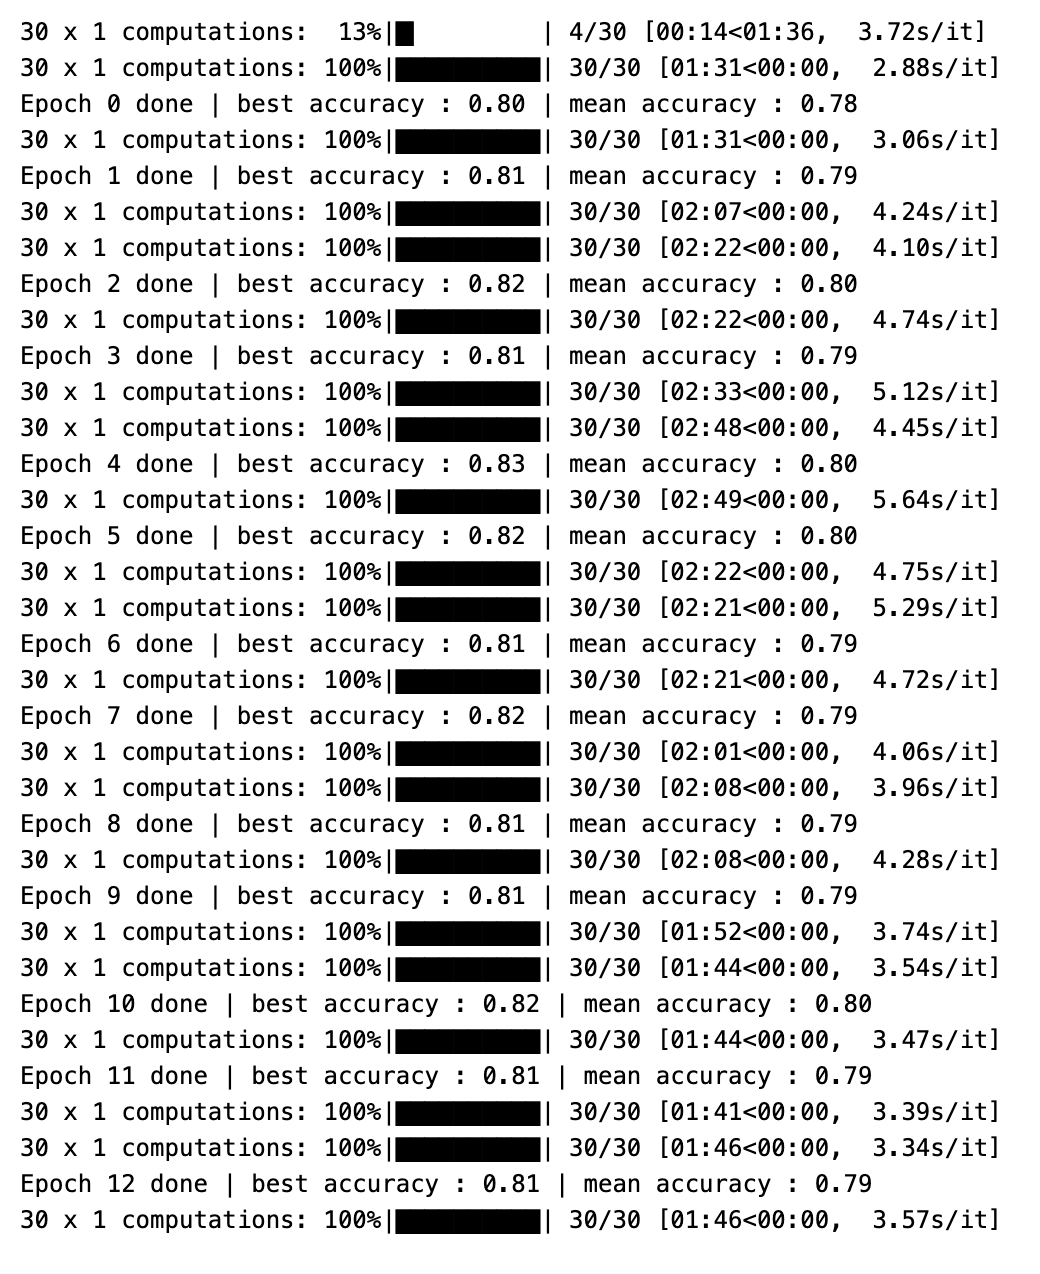 30 x 1 computations:  13%|█▎        | 4/30 [00:14<01:36,  3.72s/it]
30 x 1 computations: 100%|██████████| 30/30 [01:31<00:00,  2.88s/it]
Epoch 0 done | best accuracy : 0.80 | mean accuracy : 0.78
30 x 1 computations: 100%|██████████| 30/30 [01:31<00:00,  3.06s/it]
Epoch 1 done | best accuracy : 0.81 | mean accuracy : 0.79
30 x 1 computations: 100%|██████████| 30/30 [02:07<00:00,  4.24s/it]
30 x 1 computations: 100%|██████████| 30/30 [02:22<00:00,  4.10s/it]
Epoch 2 done | best accuracy : 0.82 | mean accuracy : 0.80
30 x 1 computations: 100%|██████████| 30/30 [02:22<00:00,  4.74s/it]
Epoch 3 done | best accuracy : 0.81 | mean accuracy : 0.79
30 x 1 computations: 100%|██████████| 30/30 [02:33<00:00,  5.12s/it]
30 x 1 computations: 100%|██████████| 30/30 [02:48<00:00,  4.45s/it]
Epoch 4 done | best accuracy : 0.83 | mean accuracy : 0.80
30 x 1 computations: 100%|██████████| 30/30 [02:49<00:00,  5.64s/it]
Epoch 5 done | best accuracy : 0.82 | mean accuracy : 0.80
30 x 1 computations: 100%|██████████| 30/30 [02:22<00:00,  4.75s/it]
30 x 1 computations: 100%|██████████| 30/30 [02:21<00:00,  5.29s/it]
Epoch 6 done | best accuracy : 0.81 | mean accuracy : 0.79
30 x 1 computations: 100%|██████████| 30/30 [02:21<00:00,  4.72s/it]
Epoch 7 done | best accuracy : 0.82 | mean accuracy : 0.79
30 x 1 computations: 100%|██████████| 30/30 [02:01<00:00,  4.06s/it]
30 x 1 computations: 100%|██████████| 30/30 [02:08<00:00,  3.96s/it]
Epoch 8 done | best accuracy : 0.81 | mean accuracy : 0.79
30 x 1 computations: 100%|██████████| 30/30 [02:08<00:00,  4.28s/it]
Epoch 9 done | best accuracy : 0.81 | mean accuracy : 0.79
30 x 1 computations: 100%|██████████| 30/30 [01:52<00:00,  3.74s/it]
30 x 1 computations: 100%|██████████| 30/30 [01:44<00:00,  3.54s/it]
Epoch 10 done | best accuracy : 0.82 | mean accuracy : 0.80
30 x 1 computations: 100%|██████████| 30/30 [01:44<00:00,  3.47s/it]
Epoch 11 done | best accuracy : 0.81 | mean accuracy : 0.79
30 x 1 computations: 100%|██████████| 30/30 [01:41<00:00,  3.39s/it]
30 x 1 computations: 100%|██████████| 30/30 [01:46<00:00,  3.34s/it]
Epoch 12 done | best accuracy : 0.81 | mean accuracy : 0.79
30 x 1 computations: 100%|██████████| 30/30 [01:46<00:00,  3.57s/it]